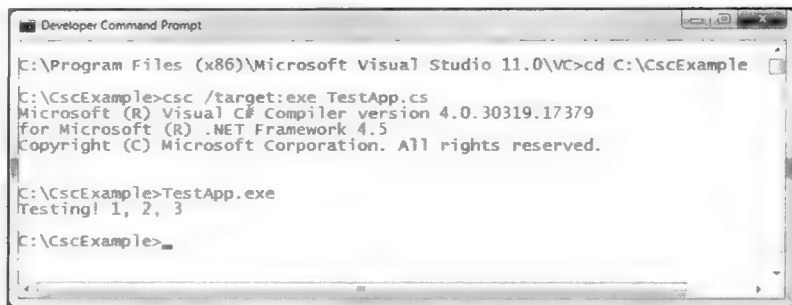 Developer Command Prompt
C:\Program Files (x86)\Microsoft Visual Studio 11.0\VC>cd C:\CscExample
C:\CscExample>csc /target:exe TestApp.cs
Microsoft (R) Visual C# Compiler version 4.0.30319.17379
for Microsoft (R) .NET Framework 4.5
Copyright (C) Microsoft Corporation. All rights reserved.
C:\CscExample>TestApp.exe
Testing! 1, 2, 3
C:\CscExample>